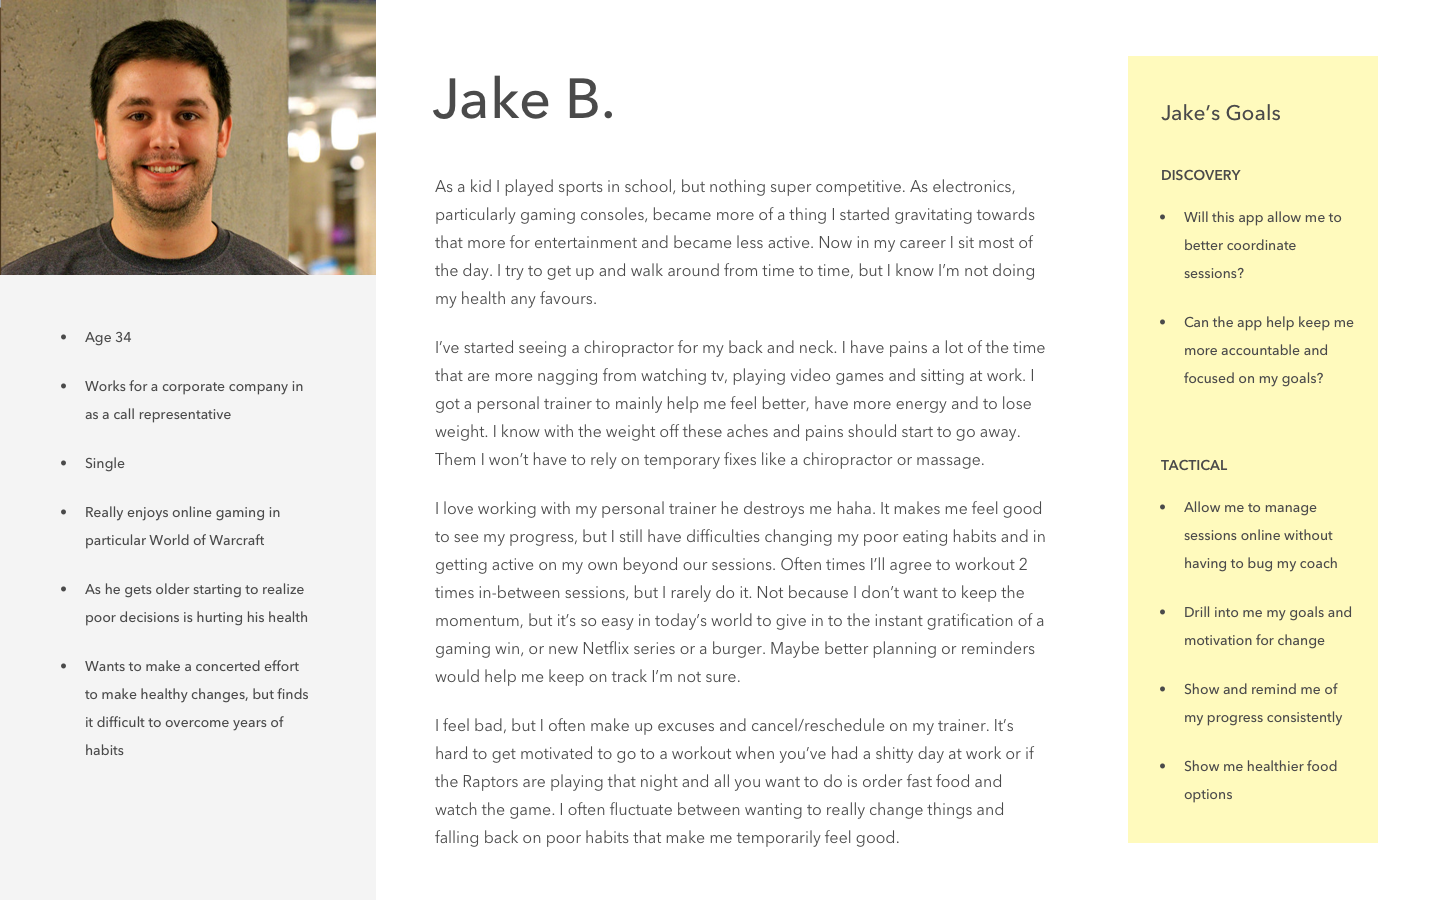 Jake B.
As a kid I played sports in school, but nothing super competitive. As electronics,
particularly gaming consoles, became more of a thing I started gravitating towards
that more for entertainment and became less active. Now in my career I sit most of
the day. I try to get up and walk around from time to time, but I know I’m not doing
my health any favours.
I’ve started seeing a chiropractor for my back and neck. I have pains a lot of the time
that are more nagging from watching tv, playing video games and sitting at work. I
got a personal trainer to mainly help me feel better, have more energy and to lose
weight. I know with the weight off these aches and pains should start to go away.
Them I won’t have to rely on temporary fixes like a chiropractor or massage.
I love working with my personal trainer he destroys me haha. It makes me feel good
to see my progress, but I still have difficulties changing my poor eating habits and in
getting active on my own beyond our sessions. Often times I’ll agree to workout 2
times in-between sessions, but I rarely do it. Not because I don’t want to keep the
momentum, but it’s so easy in today’s world to give in to the instant gratification of a
gaming win, or new Netflix series or a burger. Maybe better planning or reminders
would help me keep on track I’m not sure.
I feel bad, but I often make up excuses and cancel/reschedule on my trainer. It’s
hard to get motivated to go to a workout when you’ve had a shitty day at work or if
the Raptors are playing that night and all you want to do is order fast food and
watch the game. I often fluctuate between wanting to really change things and
falling back on poor habits that make me temporarily feel good.
• Age 34
• Works for a corporate company in
as a call representative
• Single
• Really enjoys online gaming in
particular World of Warcraft
• As he gets older starting to realize
poor decisions is hurting his health
• Wants to make a concerted effort
to make healthy changes, but finds
it difficult to overcome years of
habits
Jake’s Goals
DISCOVERY
• Will this app allow me to
better coordinate
sessions?
• Can the app help keep me
more accountable and
focused on my goals?
TACTICAL
• Allow me to manage
sessions online without
having to bug my coach
• Drill into me my goals and
motivation for change
• Show and remind me of
my progress consistently
• Show me healthier food
options